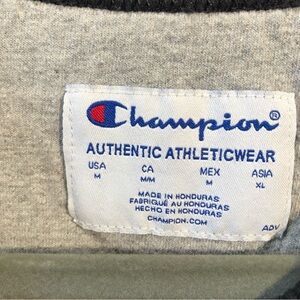 Champion®
AUTHENTIC ATHLETICWEAR
USA CA MEX ASIA
M M/M M XL
MADE IN HONDURAS
FABRIQUÉ AU HONDURAS
HECHO EN HONDURAS
CHAMPION.COM
ADV